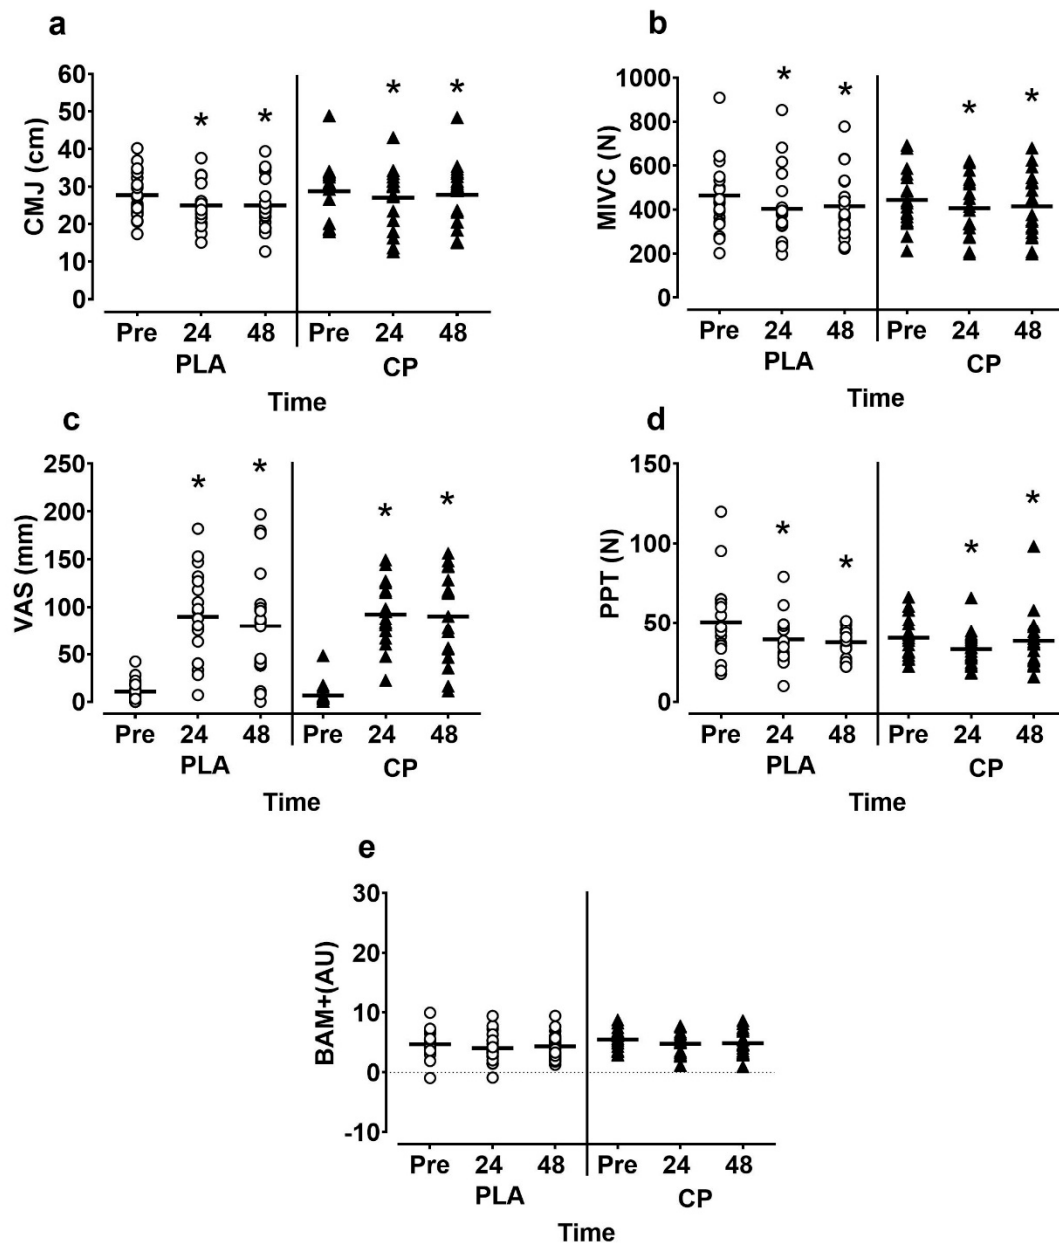 a
CMJ (cm)
60
50
40
30
20
10
0
* * * *
Pre 24 48 Pre 24 48
PLA CP
Time
b
MIVC (N)
1000
800
600
400
200
0
* * * *
Pre 24 48 Pre 24 48
PLA CP
Time
c
VAS (mm)
250
200
150
100
50
0
* * * *
Pre 24 48 Pre 24 48
PLA CP
Time
d
PPT (N)
150
100
50
0
* * * *
Pre 24 48 Pre 24 48
PLA CP
Time
e
BAM+(AU)
30
20
10
0
-10
Pre 24 48 Pre 24 48
PLA CP
Time